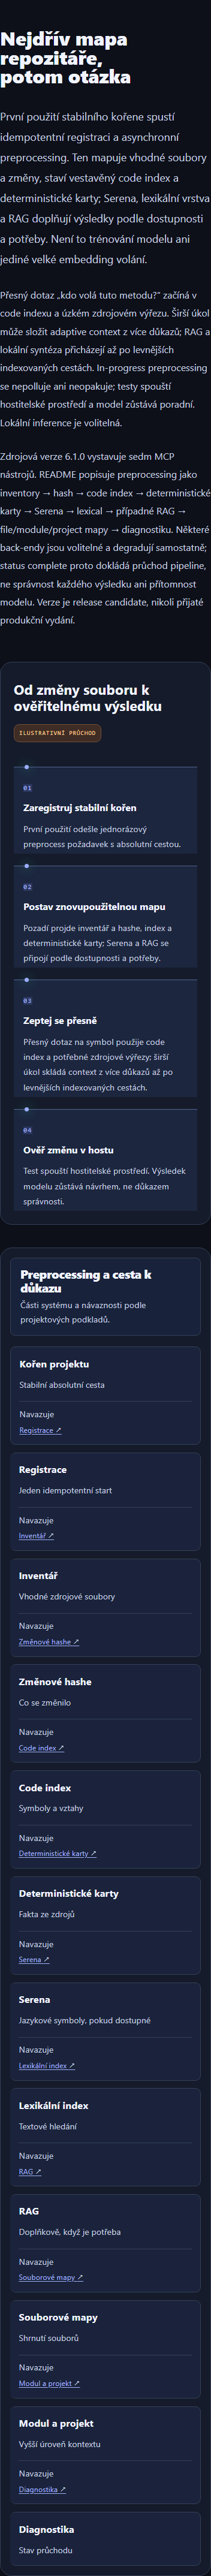 Nejdřív mapa
repozitáře,
potom otázka
První použití stabilního kořene spustí
idempotentní registraci a asynchronní
preprocessing. Ten mapuje vhodné soubory
a změny, staví vestavěný code index a
deterministické karty; Serena, lexikální vrstva
a RAG doplňují výsledky podle dostupnosti
a potřeby. Není to trénování modelu ani
jediné velké embedding volání.
Přesný dotaz „kdo volá tuto metodu?“ začíná v
code indexu a úzkém zdrojovém výřezu. Širší úkol
může složit adaptive context z více důkazů; RAG a
lokální syntéza přicházejí až po levnějších
indexovaných cestách. In-progress preprocessing
se nepolluje ani neopakuje; testy spouští
hostitelské prostředí a model zůstává poradní.
Lokální inference je volitelná.
Zdrojová verze 6.1.0 vystavuje sedm MCP
nástrojů. README popisuje preprocessing jako
inventory → hash → code index → deterministické
karty → Serena → lexical → případné RAG →
file/module/project mapy → diagnostiku. Některé
back-endy jsou volitelné a degradují samostatně;
status complete proto dokládá průchod pipeline,
ne správnost každého výsledku ani přítomnost
modelu. Verze je release candidate, nikoli přijaté
produkční vydání.
Od změny souboru k
ověřitelnému výsledku
ILUSTRATIVNÍ PRŮCHOD
01
Zaregistruj stabilní kořen
První použití odešle jednorázový
preprocess požadavek s absolutní cestou.
02
Postav znovupoužitelnou mapu
Pozadí projde inventář a hashe, index a
deterministické karty; Serena a RAG se
připojí podle dostupnosti a potřeby.
03
Zeptej se přesně
Přesný dotaz na symbol použije code
index a potřebné zdrojové výřezy; širší
úkol skládá kontext z více důkazů až po
levnějších indexovaných cestách.
04
Ověř změnu v hostu
Test spouští hostitelské prostředí. Výsledek
modelu zůstává návrhem, ne důkazem
správnosti.
Preprocessing a cesta k
důkazu
Části systému a návaznosti podle
projektových podkladů.
Kořen projektu
Stabilní absolutní cesta
Navazuje
Registrace ↗
Registrace
Jeden idempotentní start
Navazuje
Inventář ↗
Inventář
Vhodné zdrojové soubory
Navazuje
Změnové hashe ↗
Změnové hashe
Co se změnilo
Navazuje
Code index ↗
Code index
Symboly a vztahy
Navazuje
Deterministické karty ↗
Deterministické karty
Fakta ze zdrojů
Navazuje
Serena ↗
Serena
Jazykové symboly, pokud dostupné
Navazuje
Lexikální index ↗
Lexikální index
Textové hledání
Navazuje
RAG ↗
RAG
Doplňkově, když je potřeba
Navazuje
Souborové mapy ↗
Souborové mapy
Shrnutí souborů
Navazuje
Modul a projekt ↗
Modul a projekt
Vyšší úroveň kontextu
Navazuje
Diagnostika ↗
Diagnostika
Stav průchodu